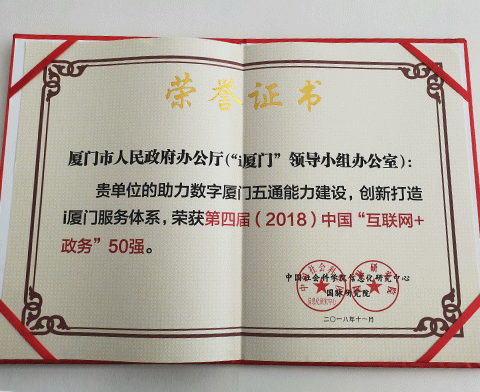 荣誉证书
厦门市人民政府办公厅(“i厦门”领导小组办公室)：
贵单位的助力数字厦门五通能力建设，创新打造
i厦门服务体系，荣获第四届(2018)中国“互联网+
政务”50强。
中国社会科学院信息化研究中心
国脉研究院
二〇一八年十一月